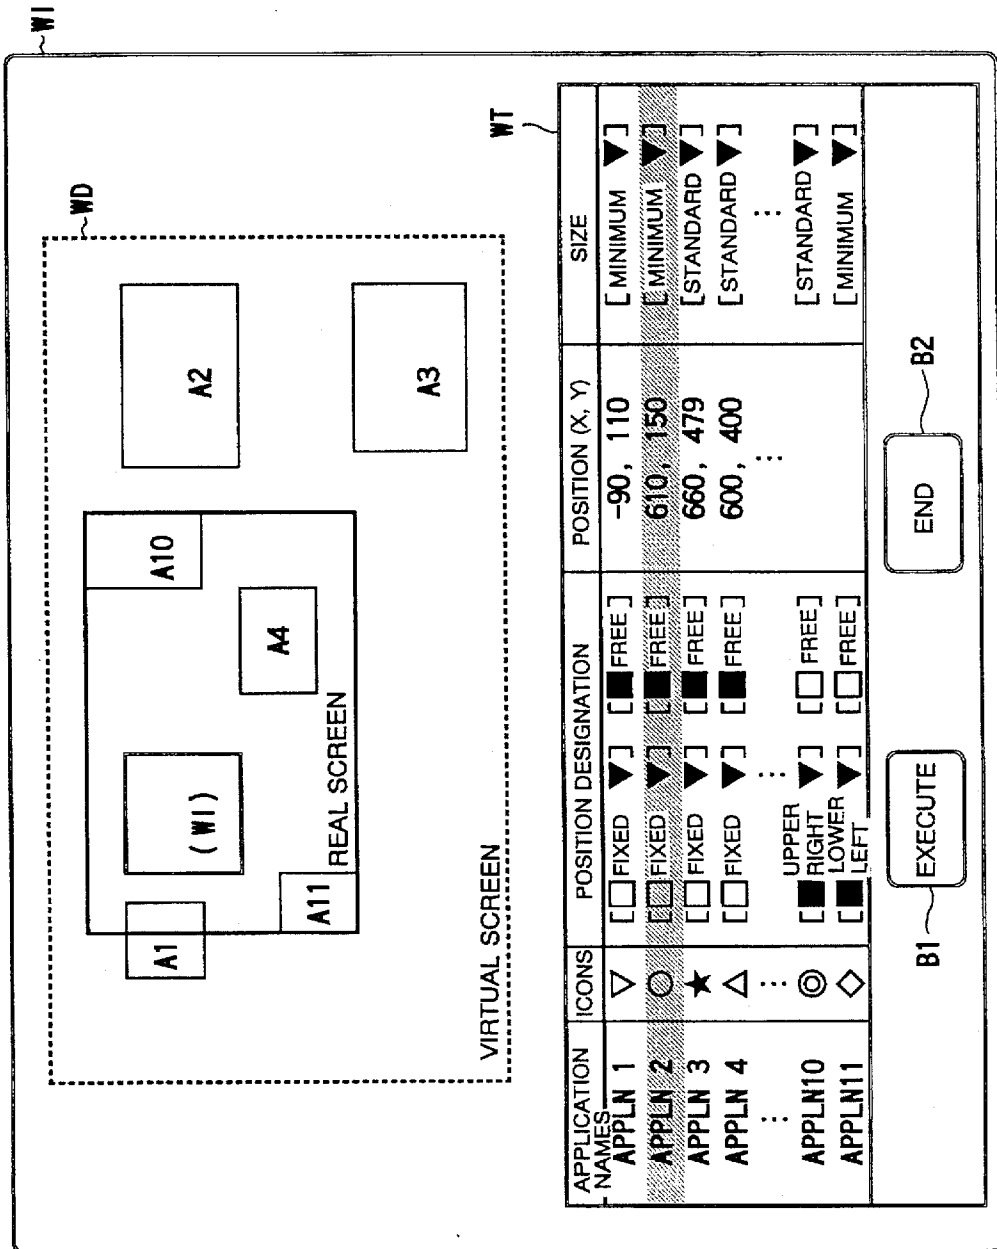 WI
WD
A1
(WI)
A10
A2
A4
A11
REAL SCREEN
A3
VIRTUAL SCREEN
WT
APPLICATION NAMES ICONS POSITION DESIGNATION POSITION (X, Y) SIZE
APPLN 1 ▽ [□ FIXED ▼] [■ FREE] -90, 110 [MINIMUM ▼]
APPLN 2 ○ [□ FIXED ▼] [■ FREE] 610, 150 [MINIMUM ▼]
APPLN 3 ★ [□ FIXED ▼] [■ FREE] 660, 479 [STANDARD ▼]
APPLN 4 △ [□ FIXED ▼] [■ FREE] 600, 400 [STANDARD ▼]
... ... ... ... ...
APPLN10 ◎ [■ UPPER RIGHT ▼] [□ FREE] [STANDARD ▼]
APPLN11 ◇ [■ LOWER LEFT ▼] [□ FREE] [MINIMUM ▼]
EXECUTE
END
B1
B2